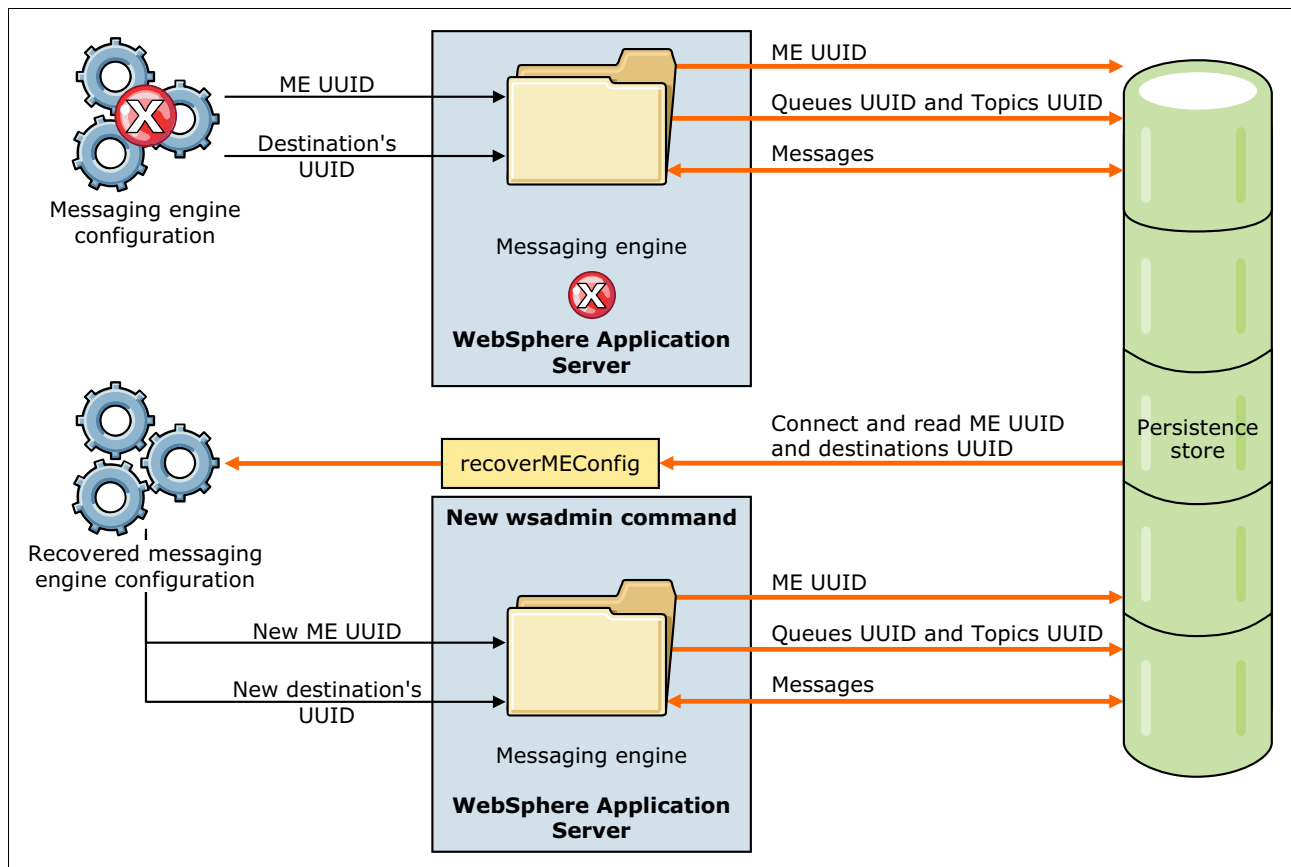 ME UUID
Destination's
UUID
Messaging engine
configuration
Messaging engine
WebSphere Application
Server
ME UUID
Queues UUID and Topics UUID
Messages
Persistence
store
Connect and read ME UUID
and destinations UUID
recoverMEConfig
Recovered messaging
engine configuration
New wsadmin command
New ME UUID
New destination's
UUID
Messaging engine
WebSphere Application
Server
ME UUID
Queues UUID and Topics UUID
Messages